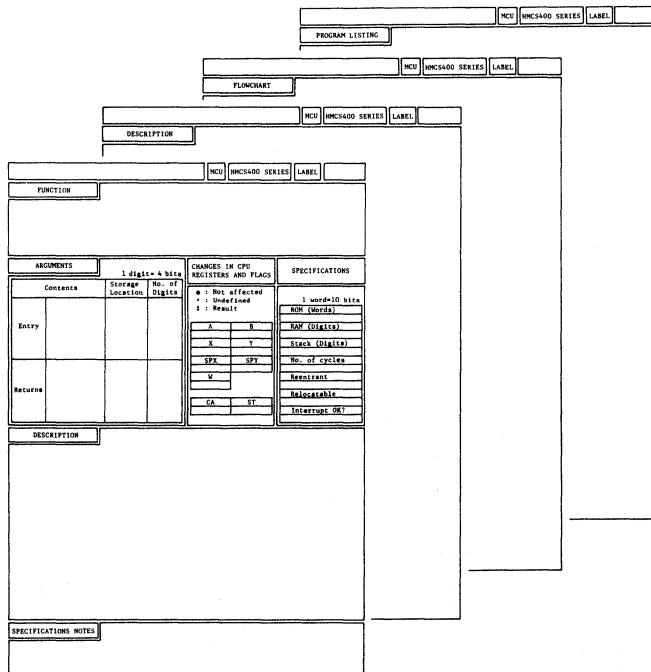 MCU HMCS400 SERIES LABEL
PROGRAM LISTING
MCU HMCS400 SERIES LABEL
FLOWCHART
MCU HMCS400 SERIES LABEL
DESCRIPTION
MCU HMCS400 SERIES LABEL
FUNCTION
ARGUMENTS
1 digit= 4 bits
Contents
Storage Location
No. of Digits
Entry
Returns
CHANGES IN CPU
REGISTERS AND FLAGS
● : Not affected
: Undefined
↕ : Result
A B
X Y
SPX SPY
W
CA ST
SPECIFICATIONS
1 word=10 bits
ROM (Words)
RAM (Digits)
Stack (Digits)
No. of cycles
Reentrant
Relocatable
Interrupt OK?
DESCRIPTION
SPECIFICATIONS NOTES